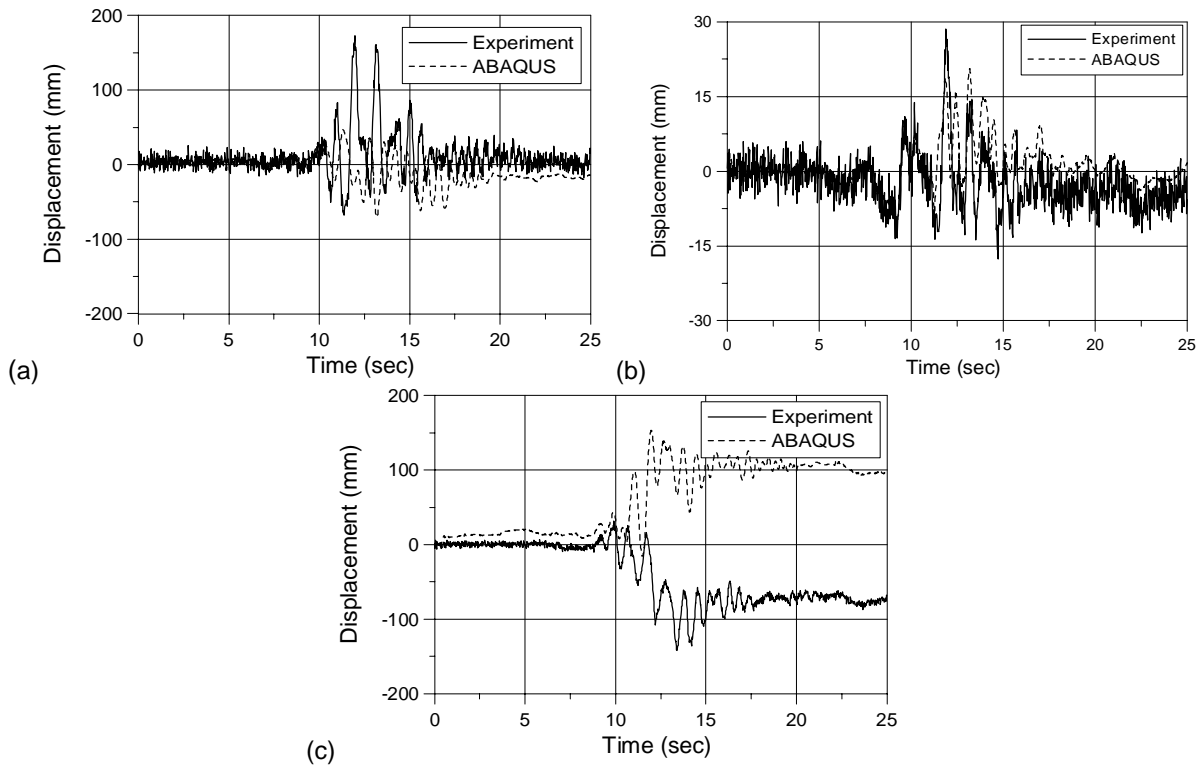 200
100
0
-100
-200
Displacement (mm)
Experiment
ABAQUS
0 5 10 15 20 25
Time (sec)
(a)
30
15
0
-15
-30
Displacement (mm)
Experiment
ABAQUS
0 5 10 15 20 25
Time (sec)
(b)
200
100
0
-100
-200
Displacement (mm)
Experiment
ABAQUS
0 5 10 15 20 25
Time (sec)
(c)